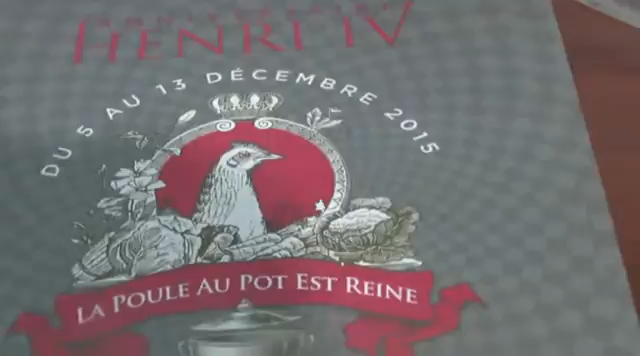 HENRI IV
DU 5 AU 13 DÉCEMBRE 2015
LA POULE AU POT EST REINE